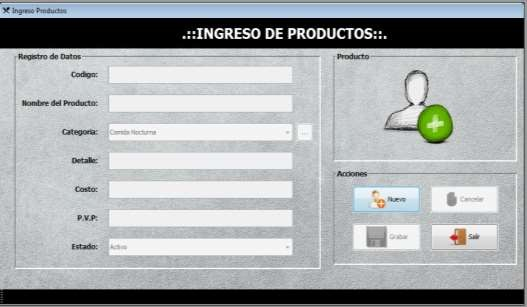 Ingreso Productos
.::INGRESO DE PRODUCTOS::.
Registro de Datos
Codigo:
Nombre del Producto:
Categoria: Comida Nocturna ...
Detalle:
Costo:
P.V.P:
Estado: Activo
Producto
Acciones
Nuevo Cancelar
Grabar Salir